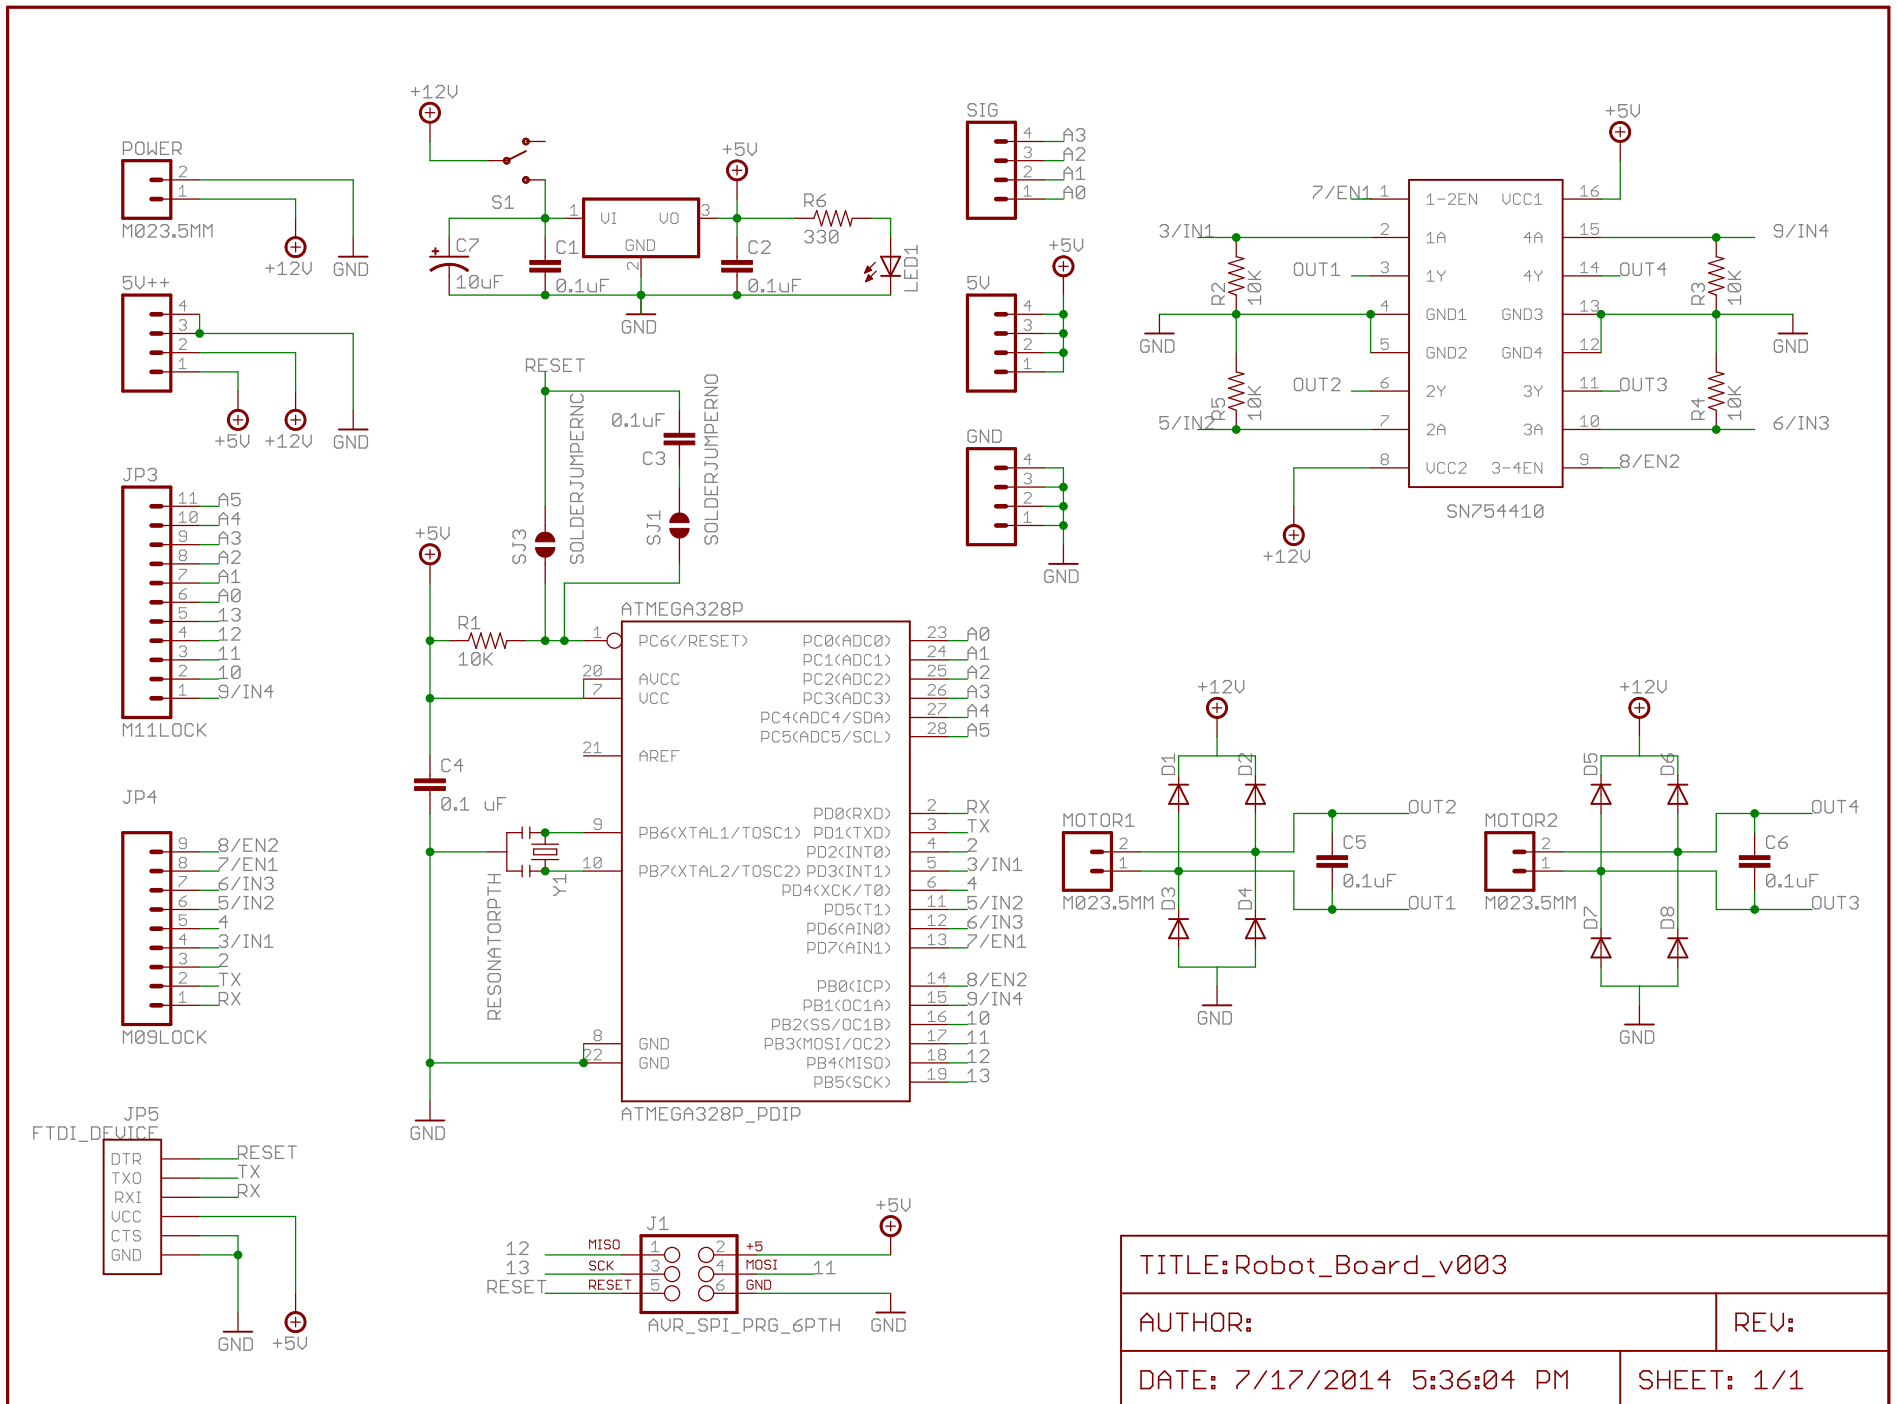 POWER
2
1
M023.5MM
+12V
GND
5V++
4
3
2
1
+5V
+12V
GND
JP3
11 A5
10 A4
9 A3
8 A2
7 A1
6 A0
5 13
4 12
3 11
2 10
1 9/IN4
M11LOCK
JP4
9 8/EN2
8 7/EN1
7 6/IN3
6 5/IN2
5 4
4 3/IN1
3 2
2 TX
1 RX
M09LOCK
JP5
FTDI_DEVICE
DTR RESET
TXO TX
RXI RX
VCC
CTS
GND
GND
+5V
+12V
S1
+5V
1 VI VO 3
GND
2
R6
330
LED1
C7
10uF
C1
0.1uF
C2
0.1uF
GND
RESET
SOLDERJUMPERNC
SJ3
0.1uF
C3
SOLDERJUMPERNO
SJ1
+5V
R1
10K
C4
0.1 uF
RESONATORPTH
Y1
GND
ATMEGA328P
1 PC6(/RESET)
20 AVCC
7 VCC
21 AREF
9 PB6(XTAL1/TOSC1)
10 PB7(XTAL2/TOSC2)
8 GND
22 GND
PC0(ADC0) 23 A0
PC1(ADC1) 24 A1
PC2(ADC2) 25 A2
PC3(ADC3) 26 A3
PC4(ADC4/SDA) 27 A4
PC5(ADC5/SCL) 28 A5
PD0(RXD) 2 RX
PD1(TXD) 3 TX
PD2(INT0) 4 2
PD3(INT1) 5 3/IN1
PD4(XCK/T0) 6 4
PD5(T1) 11 5/IN2
PD6(AIN0) 12 6/IN3
PD7(AIN1) 13 7/EN1
PB0(ICP) 14 8/EN2
PB1(OC1A) 15 9/IN4
PB2(SS/OC1B) 16 10
PB3(MOSI/OC2) 17 11
PB4(MISO) 18 12
PB5(SCK) 19 13
ATMEGA328P_PDIP
J1
12 MISO 1 2 +5
13 SCK 3 4 MOSI 11
RESET RESET 5 6 GND
AVR_SPI_PRG_6PTH
+5V
GND
SIG
4 A3
3 A2
2 A1
1 A0
+5V
5V
4
3
2
1
GND
4
3
2
1
GND
+5V
7/EN1 1 1-2EN VCC1 16
3/IN1 2 1A 4A 15 9/IN4
OUT1 3 1Y 4Y 14 OUT4
R2 10K
R3 10K
4 GND1 GND3 13
GND
GND
5 GND2 GND4 12
OUT2 6 2Y 3Y 11 OUT3
R5 10K
R4 10K
5/IN2 7 2A 3A 10 6/IN3
8 VCC2 3-4EN 9 8/EN2
SN754410
+12V
+12V
D1
D2
MOTOR1
2
1
M023.5MM
D3
D4
OUT2
C5
0.1uF
OUT1
GND
+12V
D5
D6
MOTOR2
2
1
M023.5MM
D7
D8
OUT4
C6
0.1uF
OUT3
GND
TITLE: Robot_Board_v003
AUTHOR:
REV:
DATE: 7/17/2014 5:36:04 PM
SHEET: 1/1